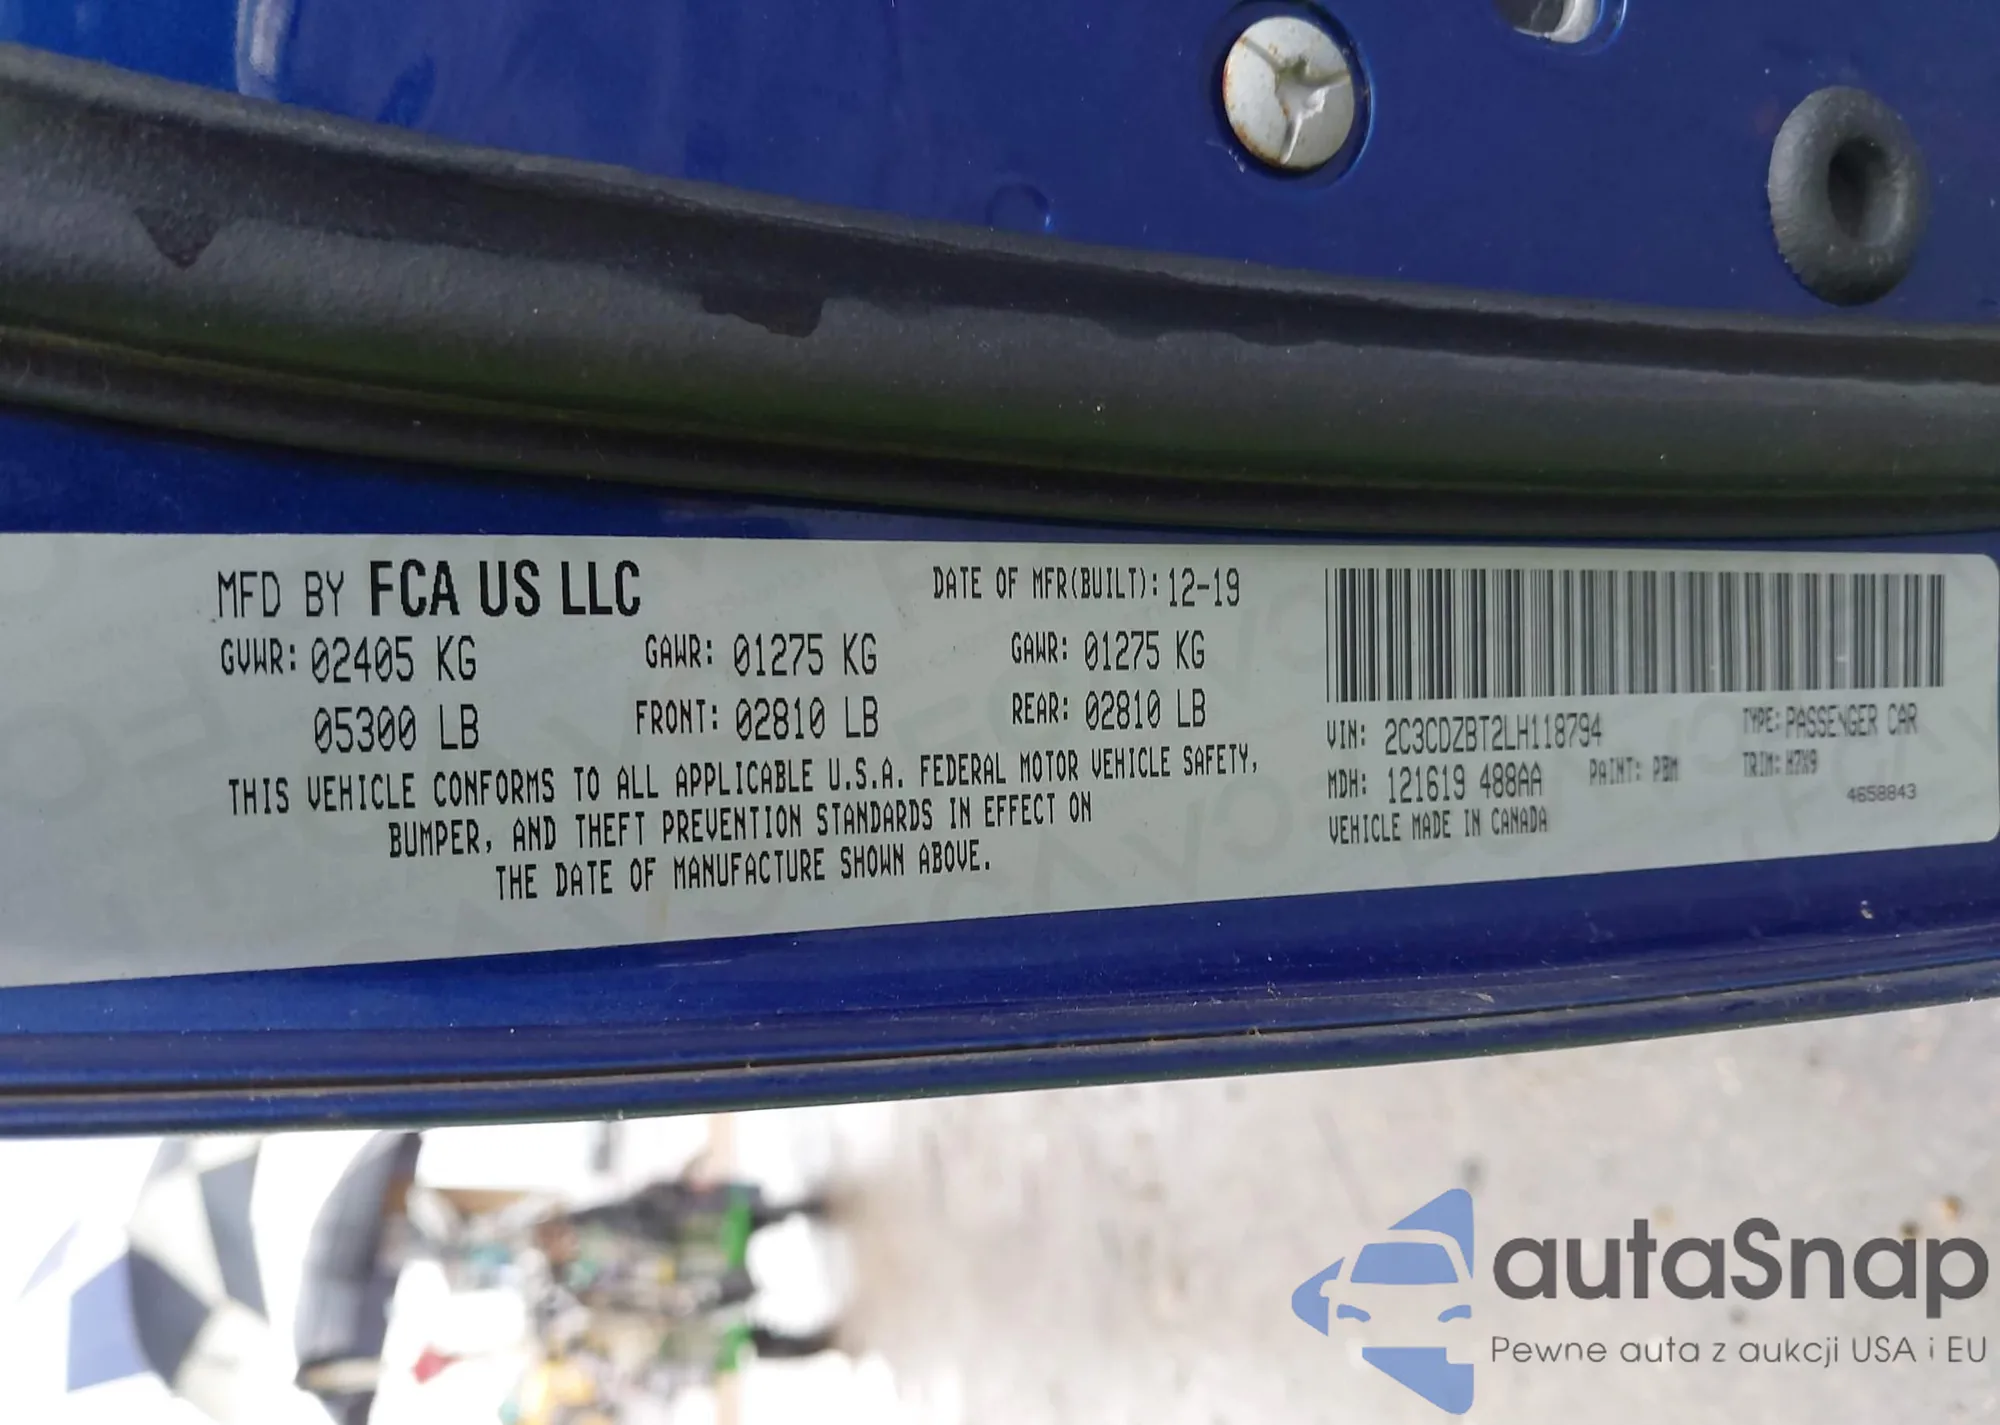 MFD BY FCA US LLC
DATE OF MFR(BUILT): 12-19
GVWR: 02405 KG
GAWR: 01275 KG
GAWR: 01275 KG
05300 LB
FRONT: 02810 LB
REAR: 02810 LB
THIS VEHICLE CONFORMS TO ALL APPLICABLE U.S.A. FEDERAL MOTOR VEHICLE SAFETY,
BUMPER, AND THEFT PREVENTION STANDARDS IN EFFECT ON
THE DATE OF MANUFACTURE SHOWN ABOVE.
VIN: 2C3CDZBT2LH118794
TYPE: PASSENGER CAR
MDH: 121619 488AA
PAINT: PBM
TRIM: H7X9
VEHICLE MADE IN CANADA
4658843
autaSnap
Pewne auta z aukcji USA i EU